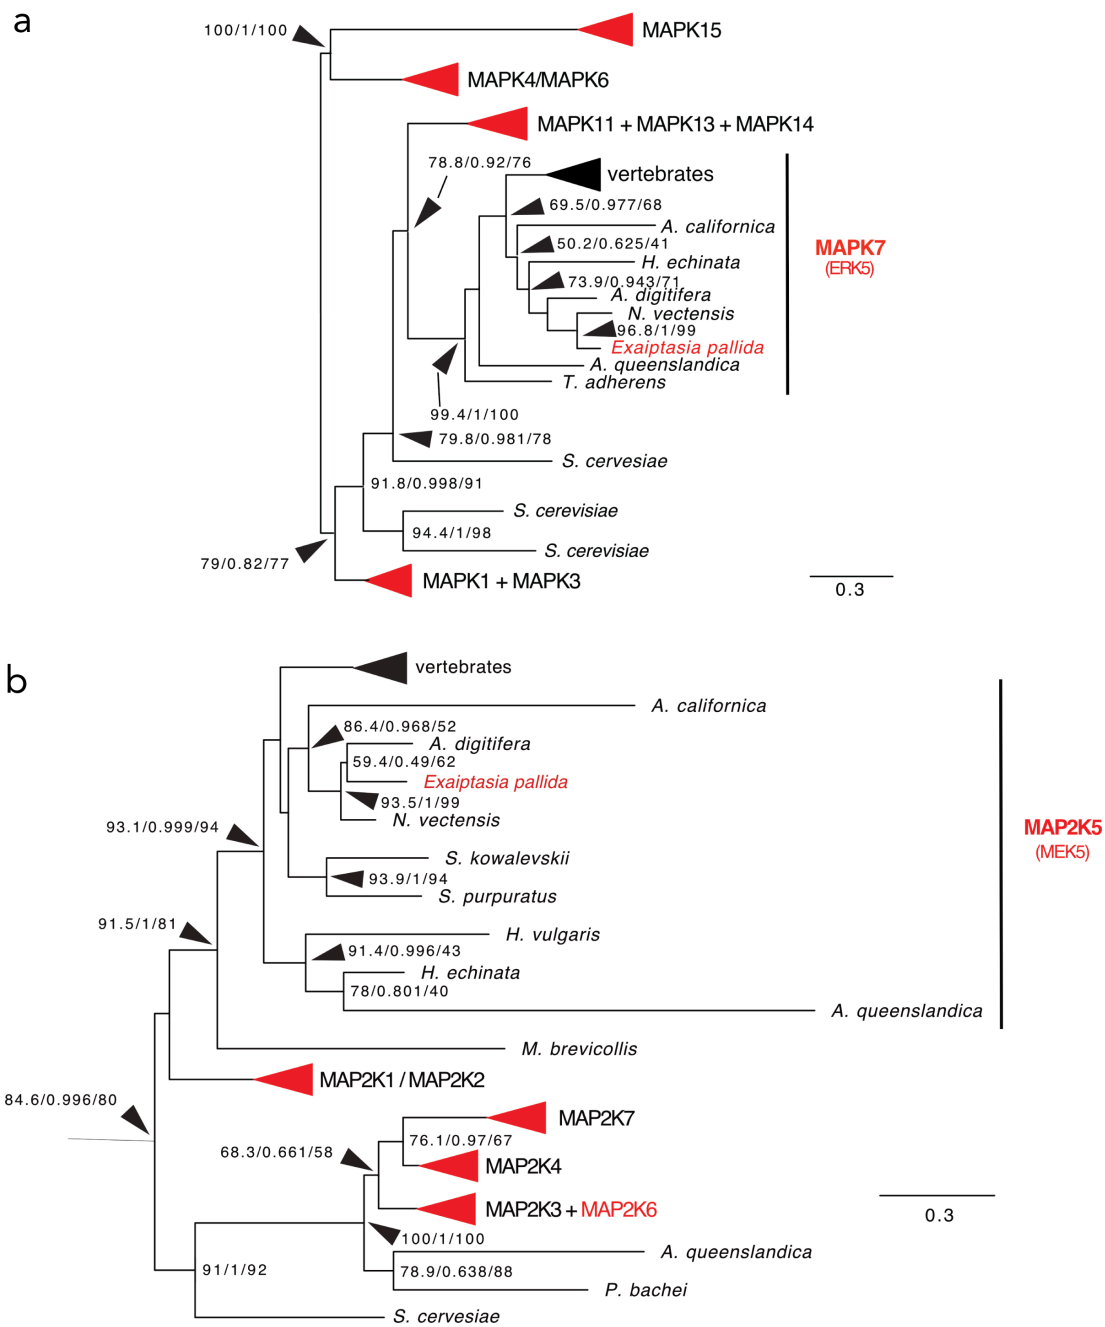 a
100/1/100
MAPK15
MAPK4/MAPK6
MAPK11 + MAPK13 + MAPK14
78.8/0.92/76
vertebrates
69.5/0.977/68
A. californica
50.2/0.625/41
MAPK7
(ERK5)
H. echinata
73.9/0.943/71
A. digitifera
N. vectensis
96.8/1/99
Exaiptasia pallida
A. queenslandica
T. adherens
99.4/1/100
79.8/0.981/78
S. cervesiae
91.8/0.998/91
S. cerevisiae
94.4/1/98
S. cerevisiae
79/0.82/77
MAPK1 + MAPK3
0.3
b
vertebrates
A. californica
86.4/0.968/52
A. digitifera
59.4/0.49/62
Exaiptasia pallida
93.5/1/99
N. vectensis
93.1/0.999/94
MAP2K5
(MEK5)
S. kowalevskii
93.9/1/94
S. purpuratus
91.5/1/81
H. vulgaris
91.4/0.996/43
H. echinata
78/0.801/40
A. queenslandica
M. brevicollis
MAP2K1 / MAP2K2
84.6/0.996/80
MAP2K7
76.1/0.97/67
68.3/0.661/58
MAP2K4
MAP2K3 + MAP2K6
0.3
100/1/100
A. queenslandica
91/1/92
78.9/0.638/88
P. bachei
S. cervesiae